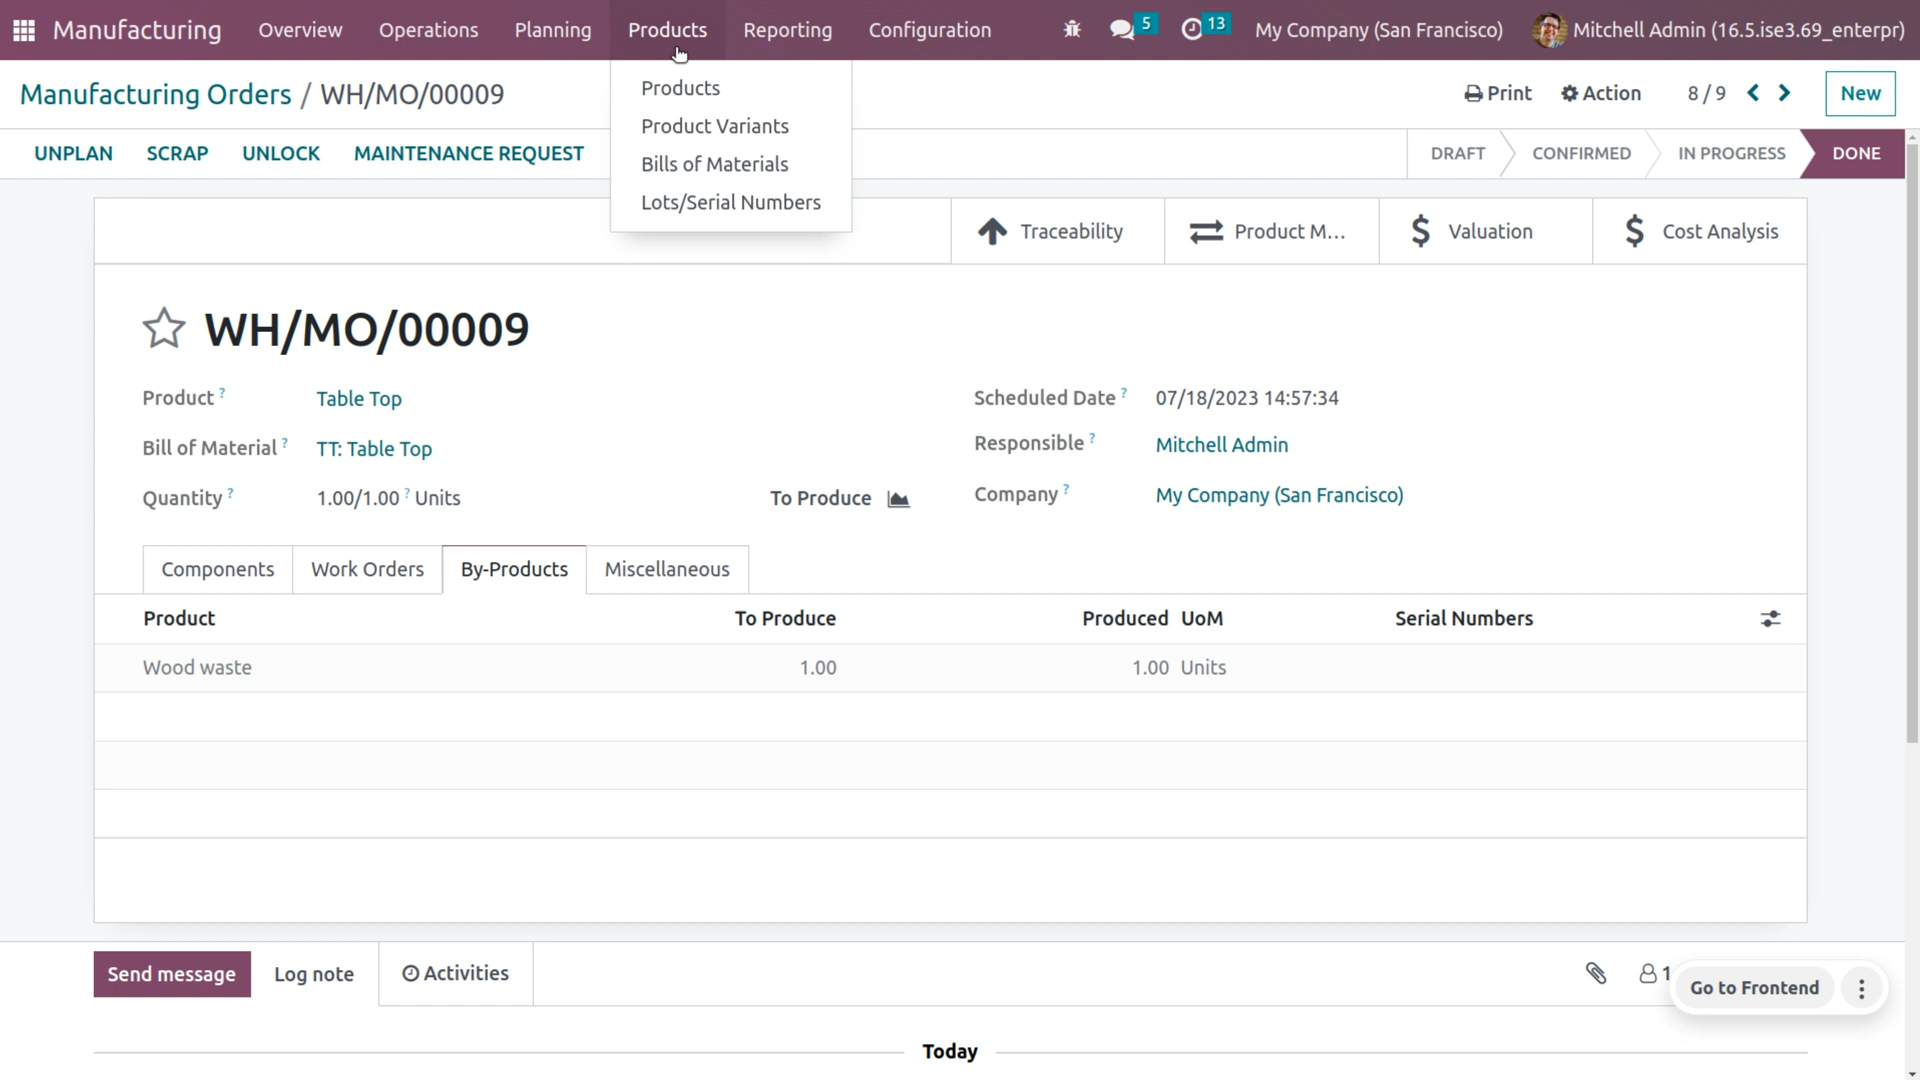 Manufacturing Overview Operations Planning Products Reporting Configuration 5 13 My Company (San Francisco) Mitchell Admin (16.5.ise3.69_enterpr)
Products
Product Variants
Bills of Materials
Lots/Serial Numbers
Manufacturing Orders / WH/MO/00009 Print Action 8 / 9 New
UNPLAN SCRAP UNLOCK MAINTENANCE REQUEST DRAFT CONFIRMED IN PROGRESS DONE
Traceability Product M... $ Valuation $ Cost Analysis
WH/MO/00009
Product ? Table Top Scheduled Date ? 07/18/2023 14:57:34
Bill of Material ? TT: Table Top Responsible ? Mitchell Admin
Quantity ? 1.00/1.00 ? Units To Produce Company ? My Company (San Francisco)
Components Work Orders By-Products Miscellaneous
Product To Produce Produced UoM Serial Numbers
Wood waste 1.00 1.00 Units
Send message Log note Activities 1 Go to Frontend
Today